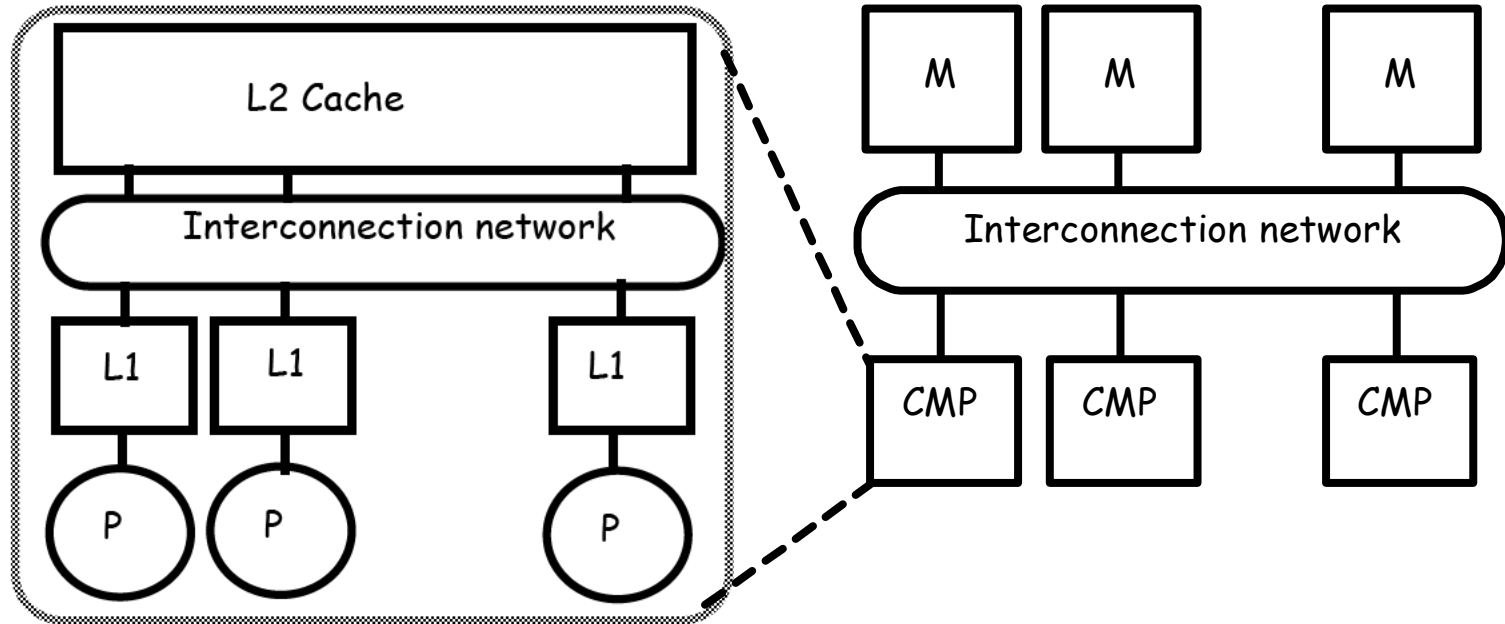 L2 Cache
Interconnection network
L1 L1 L1
P P P
M M M
Interconnection network
CMP CMP CMP